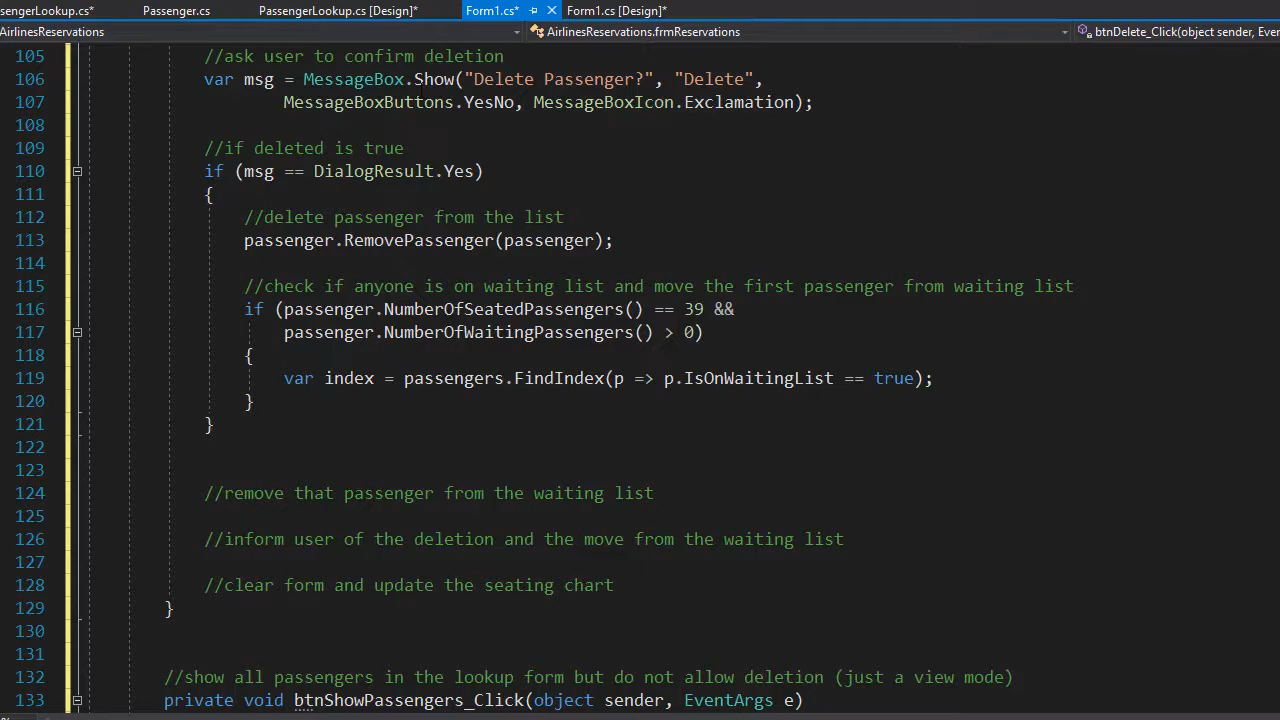 sengerLookup.cs* Passenger.cs PassengerLookup.cs [Design]* Form1.cs* Form1.cs [Design]*
AirlinesReservations AirlinesReservations.frmReservations btnDelete_Click(object sender, Even
105 //ask user to confirm deletion
106 var msg = MessageBox.Show("Delete Passenger?", "Delete",
107 MessageBoxButtons.YesNo, MessageBoxIcon.Exclamation);
108
109 //if deleted is true
110 if (msg == DialogResult.Yes)
111 {
112 //delete passenger from the list
113 passenger.RemovePassenger(passenger);
114
115 //check if anyone is on waiting list and move the first passenger from waiting list
116 if (passenger.NumberOfSeatedPassengers() == 39 &&
117 passenger.NumberOfWaitingPassengers() > 0)
118 {
119 var index = passengers.FindIndex(p => p.IsOnWaitingList == true);
120 }
121 }
122
123
124 //remove that passenger from the waiting list
125
126 //inform user of the deletion and the move from the waiting list
127
128 //clear form and update the seating chart
129 }
130
131
132 //show all passengers in the lookup form but do not allow deletion (just a view mode)
133 private void btnShowPassengers_Click(object sender, EventArgs e)